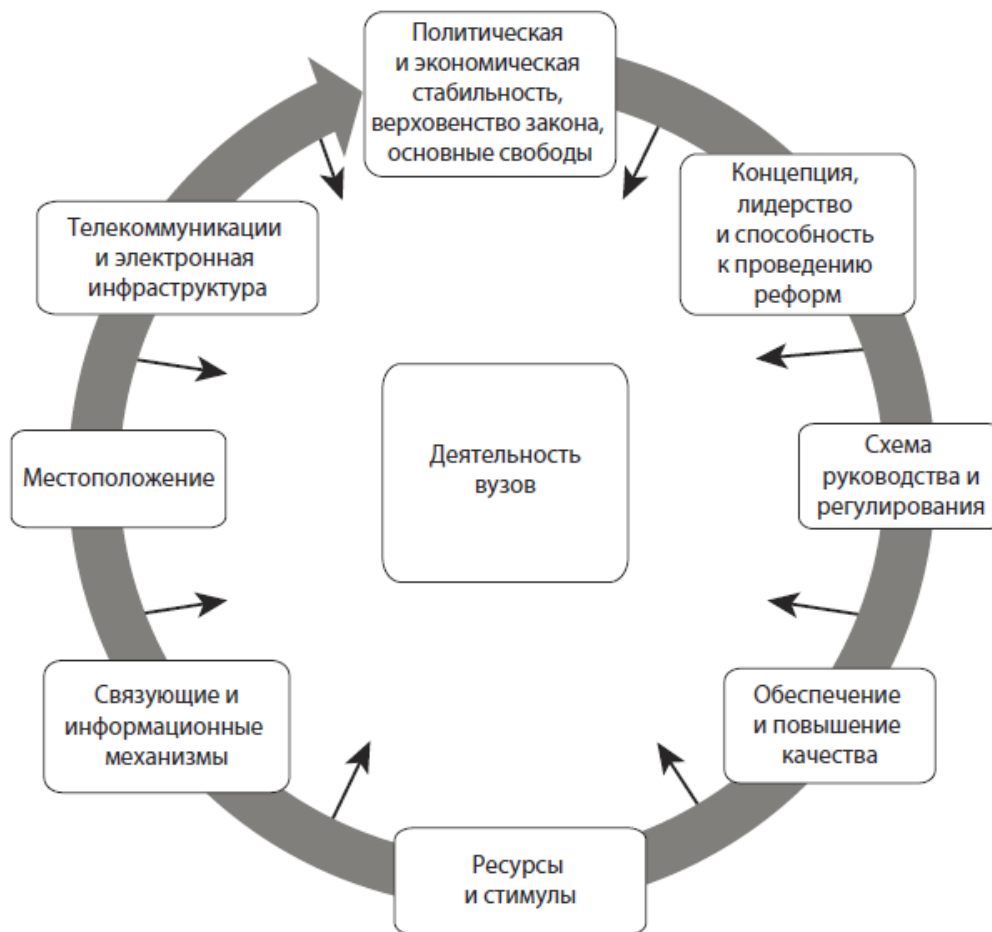 Политическая
и экономическая
стабильность,
верховенство закона,
основные свободы
Концепция,
лидерство
и способность
к проведению
реформ
Телекоммуникации
и электронная
инфраструктура
Деятельность
вузов
Схема
руководства и
регулирования
Местоположение
Связующие и
информационные
механизмы
Обеспечение
и повышение
качества
Ресурсы
и стимулы